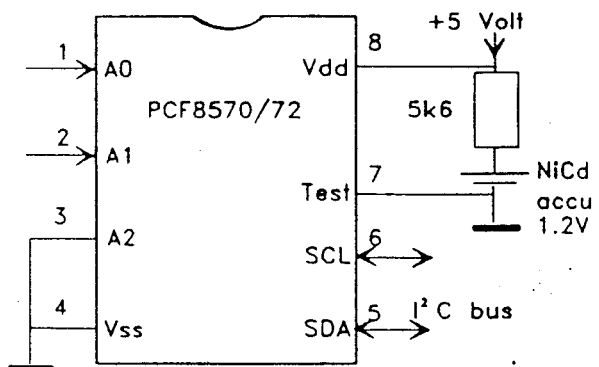 +5 Volt
1
A0
8
Vdd
PCF8570/72
5k6
2
A1
7
Test
NiCd
accu
1.2V
3
A2
6
SCL
4
Vss
5
SDA
I² C bus